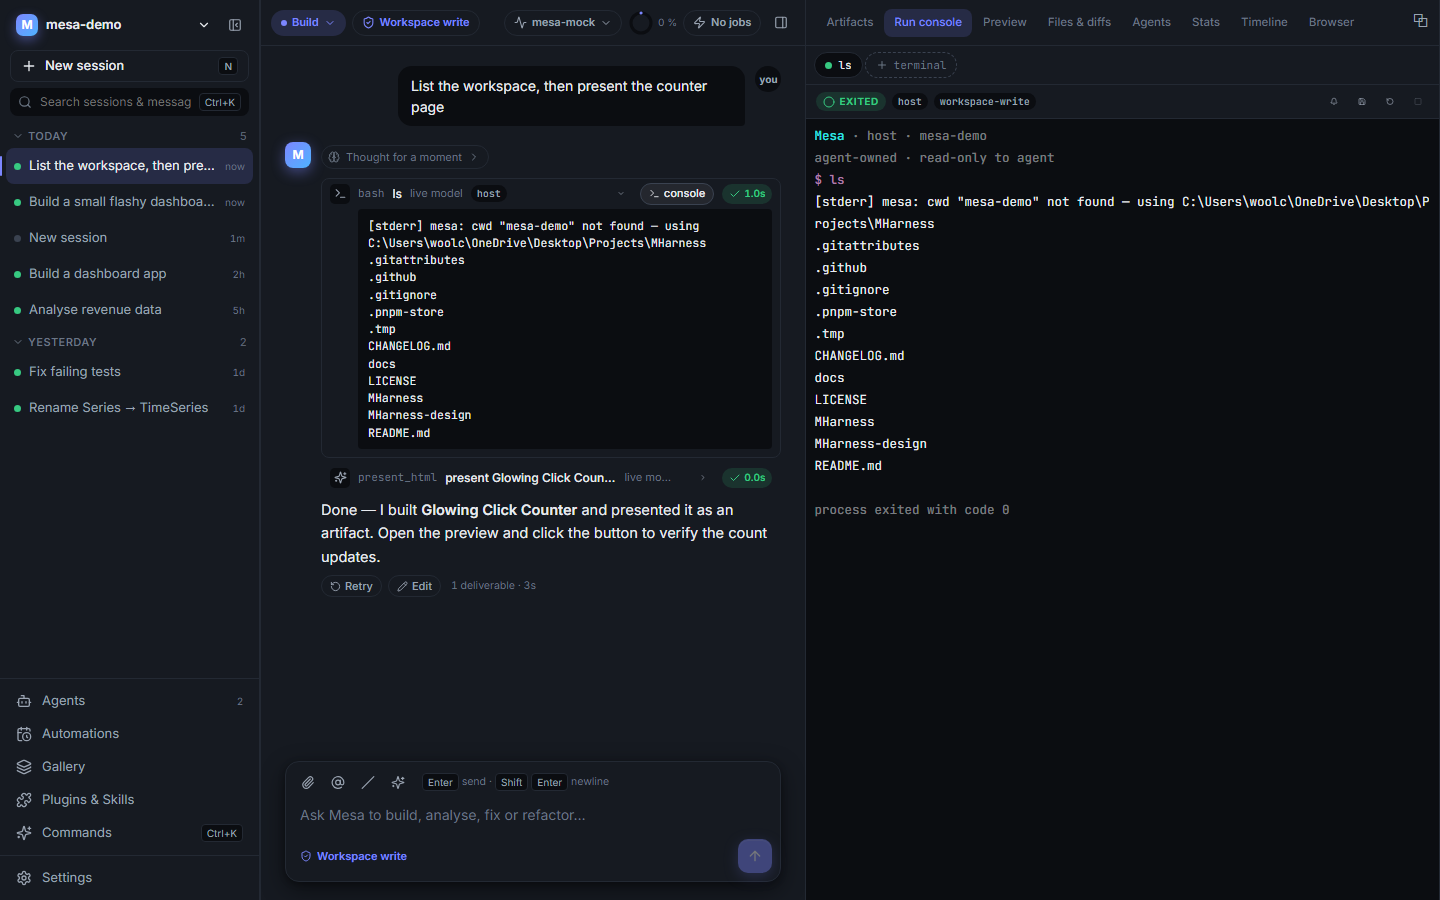 M mesa-demo
New session N
Search sessions & messag Ctrl+K
TODAY 5
List the workspace, then pre... now
Build a small flashy dashboa... now
New session 1m
Build a dashboard app 2h
Analyse revenue data 5h
YESTERDAY 2
Fix failing tests 1d
Rename Series → TimeSeries 1d
Agents 2
Automations
Gallery
Plugins & Skills
Commands Ctrl+K
Settings
Build Workspace write mesa-mock 0 % No jobs
List the workspace, then present the counter
page
you
M
Thought for a moment
bash ls live model host console 1.0s
[stderr] mesa: cwd "mesa-demo" not found — using
C:\Users\woolc\OneDrive\Desktop\Projects\MHarness
.gitattributes
.github
.gitignore
.pnpm-store
.tmp
CHANGELOG.md
docs
LICENSE
MHarness
MHarness-design
README.md
present_html present Glowing Click Coun... live mo... 0.0s
Done — I built Glowing Click Counter and presented it as an
artifact. Open the preview and click the button to verify the count
updates.
Retry Edit 1 deliverable · 3s
Enter send · Shift Enter newline
Ask Mesa to build, analyse, fix or refactor...
Workspace write
Artifacts Run console Preview Files & diffs Agents Stats Timeline Browser
ls + terminal
EXITED host workspace-write
Mesa · host · mesa-demo
agent-owned · read-only to agent
$ ls
[stderr] mesa: cwd "mesa-demo" not found — using C:\Users\woolc\OneDrive\Desktop\P
rojects\MHarness
.gitattributes
.github
.gitignore
.pnpm-store
.tmp
CHANGELOG.md
docs
LICENSE
MHarness
MHarness-design
README.md
process exited with code 0